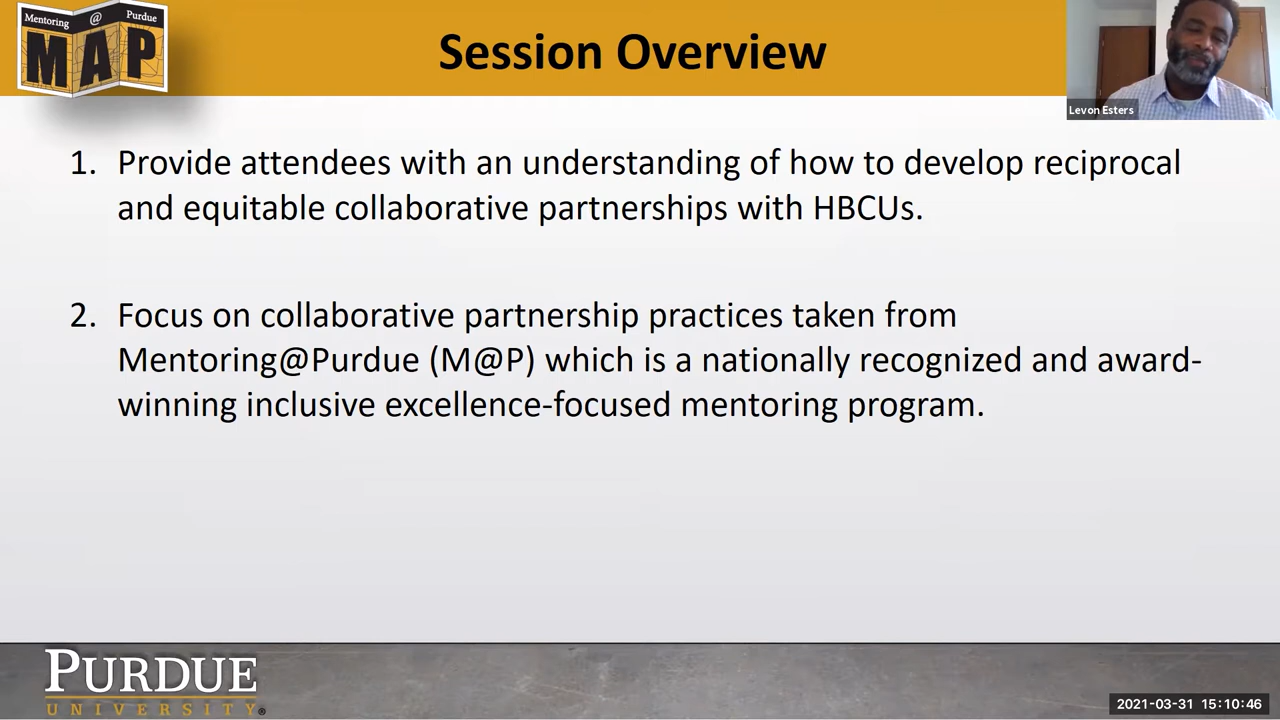 Mentoring @ Purdue
MAP
Session Overview
Levon Esters
1. Provide attendees with an understanding of how to develop reciprocal
and equitable collaborative partnerships with HBCUs.
2. Focus on collaborative partnership practices taken from
Mentoring@Purdue (M@P) which is a nationally recognized and award-
winning inclusive excellence-focused mentoring program.
PURDUE
UNIVERSITY®
2021-03-31 15:10:46